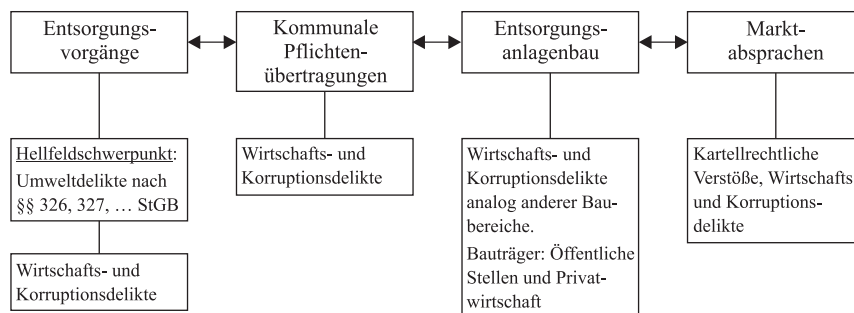 Entsorgungs-
vorgänge
Kommunale
Pflichten-
übertragungen
Entsorgungs-
anlagenbau
Markt-
absprachen
Hellfeldschwerpunkt:
Umweltdelikte nach
§§ 326, 327, … StGB
Wirtschafts- und
Korruptionsdelikte
Wirtschafts- und
Korruptionsdelikte
Wirtschafts- und
Korruptionsdelikte
analog anderer Bau-
bereiche.
Bauträger: Öffentliche
Stellen und Privat-
wirtschaft
Kartellrechtliche
Verstöße, Wirtschafts
und Korruptions-
delikte